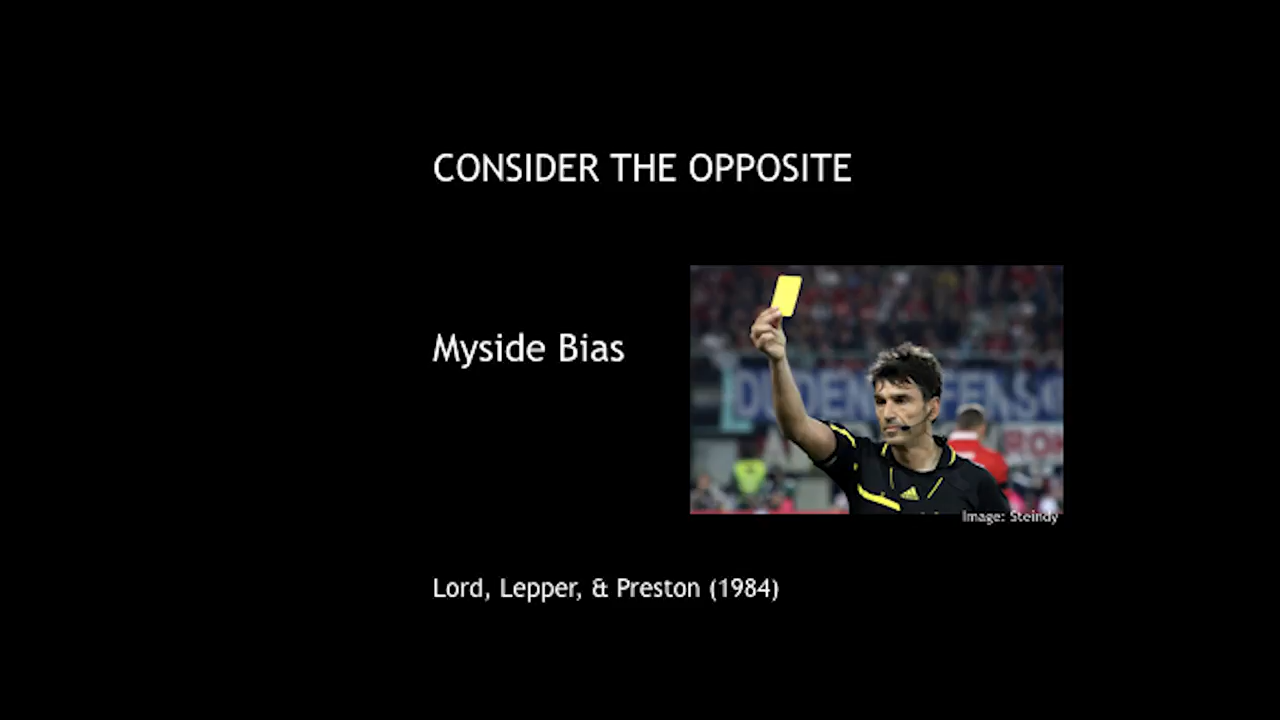 CONSIDER THE OPPOSITE
Myside Bias
Image: Steindy
Lord, Lepper, & Preston (1984)